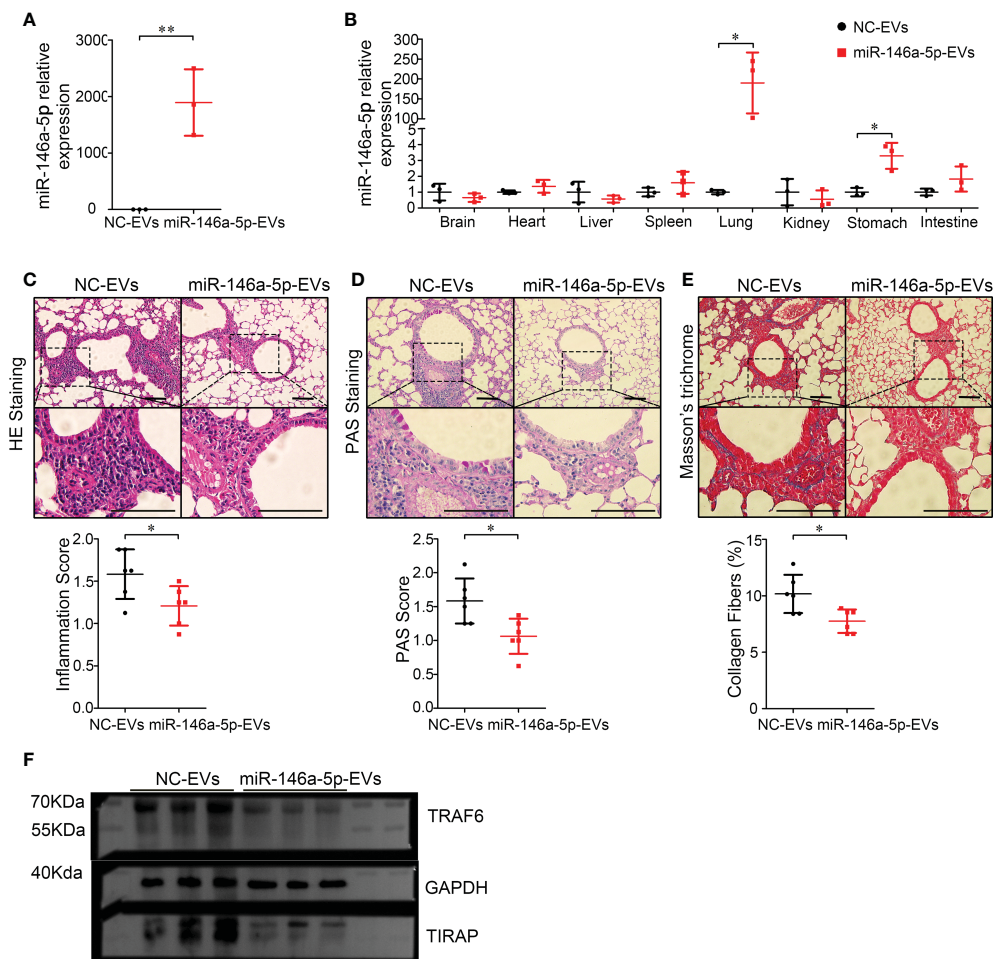 A
miR-146a-5p relative
expression
3000
2000
1000
0
**
NC-EVs miR-146a-5p-EVs
B
miR-146a-5p relative
expression
300
250
200
150
100
5
4
3
2
1
0
*
*
NC-EVs
miR-146a-5p-EVs
Brain Heart Liver Spleen Lung Kidney Stomach Intestine
C
NC-EVs miR-146a-5p-EVs
HE Staining
*
Inflammation Score
2.0
1.5
1.0
0.5
0.0
NC-EVs miR-146a-5p-EVs
D
NC-EVs miR-146a-5p-EVs
PAS Staining
*
PAS Score
2.5
2.0
1.5
1.0
0.5
0.0
NC-EVs miR-146a-5p-EVs
E
NC-EVs miR-146a-5p-EVs
Masson's trichrome
*
Collagen Fibers (%)
15
10
5
0
NC-EVs miR-146a-5p-EVs
F
NC-EVs miR-146a-5p-EVs
70KDa
55KDa
TRAF6
40Kda
GAPDH
TIRAP